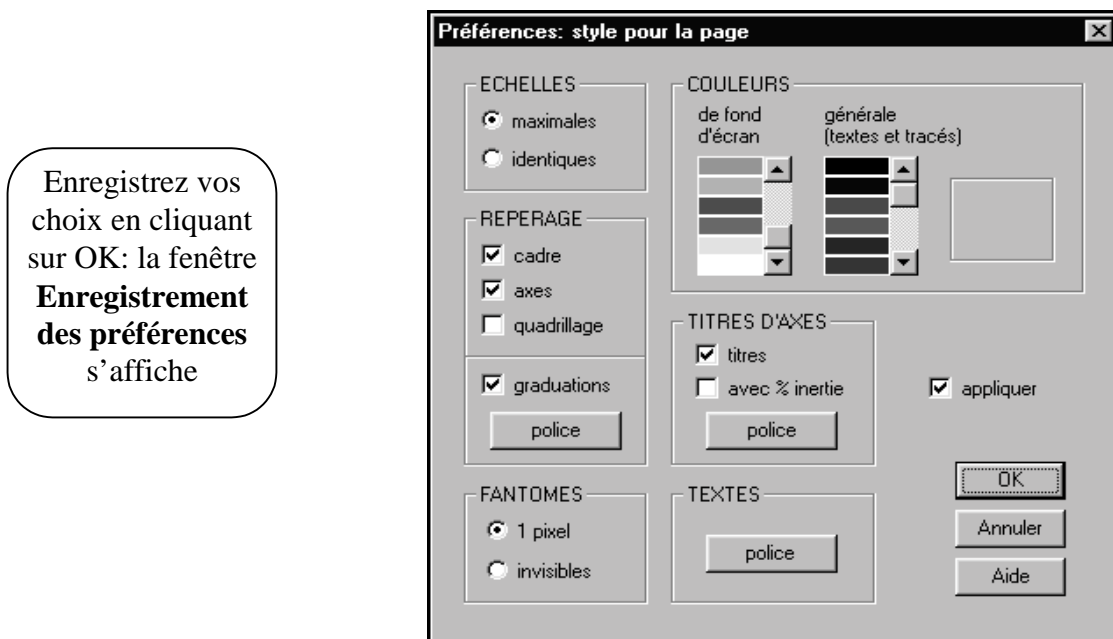 Enregistrez vos
choix en cliquant
sur OK: la fenêtre
Enregistrement
des préférences
s’affiche
Préférences: style pour la page
ECHELLES
maximales
identiques
REPERAGE
cadre
axes
quadrillage
graduations
police
FANTOMES
1 pixel
invisibles
COULEURS
de fond
d'écran
générale
(textes et tracés)
TITRES D'AXES
titres
avec % inertie
police
TEXTES
police
appliquer
OK
Annuler
Aide